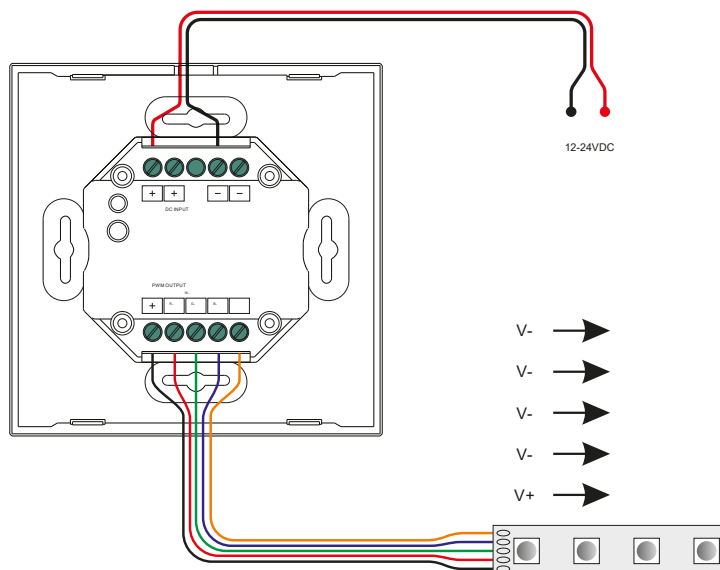 12-24VDC
+ + − −
DC INPUT
PWM OUTPUT
W-
+ R- G- B-
V-
V-
V-
V-
V+